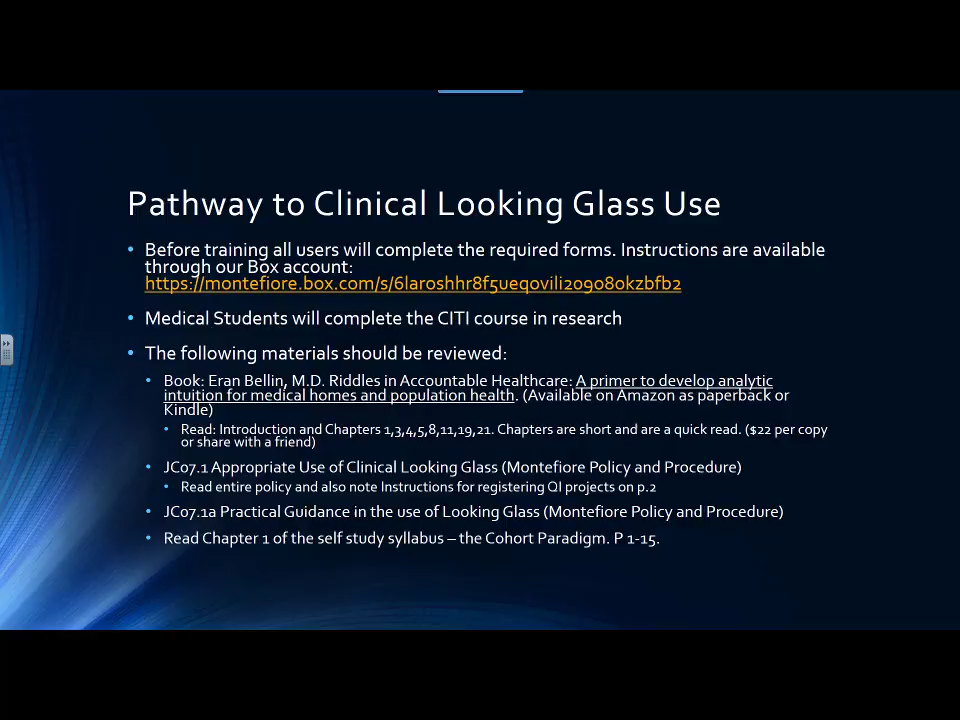 Pathway to Clinical Looking Glass Use
• Before training all users will complete the required forms. Instructions are available
through our Box account:
https://montefiore.box.com/s/6laroshhr8f5ueqovili2o9o8okzbfb2
• Medical Students will complete the CITI course in research
• The following materials should be reviewed:
• Book: Eran Bellin, M.D. Riddles in Accountable Healthcare: A primer to develop analytic
intuition for medical homes and population health. (Available on Amazon as paperback or
Kindle)
• Read: Introduction and Chapters 1,3,4,5,8,11,19,21. Chapters are short and are a quick read. ($22 per copy
or share with a friend)
• JC07.1 Appropriate Use of Clinical Looking Glass (Montefiore Policy and Procedure)
• Read entire policy and also note Instructions for registering QI projects on p.2
• JC07.1a Practical Guidance in the use of Looking Glass (Montefiore Policy and Procedure)
• Read Chapter 1 of the self study syllabus – the Cohort Paradigm. P 1-15.